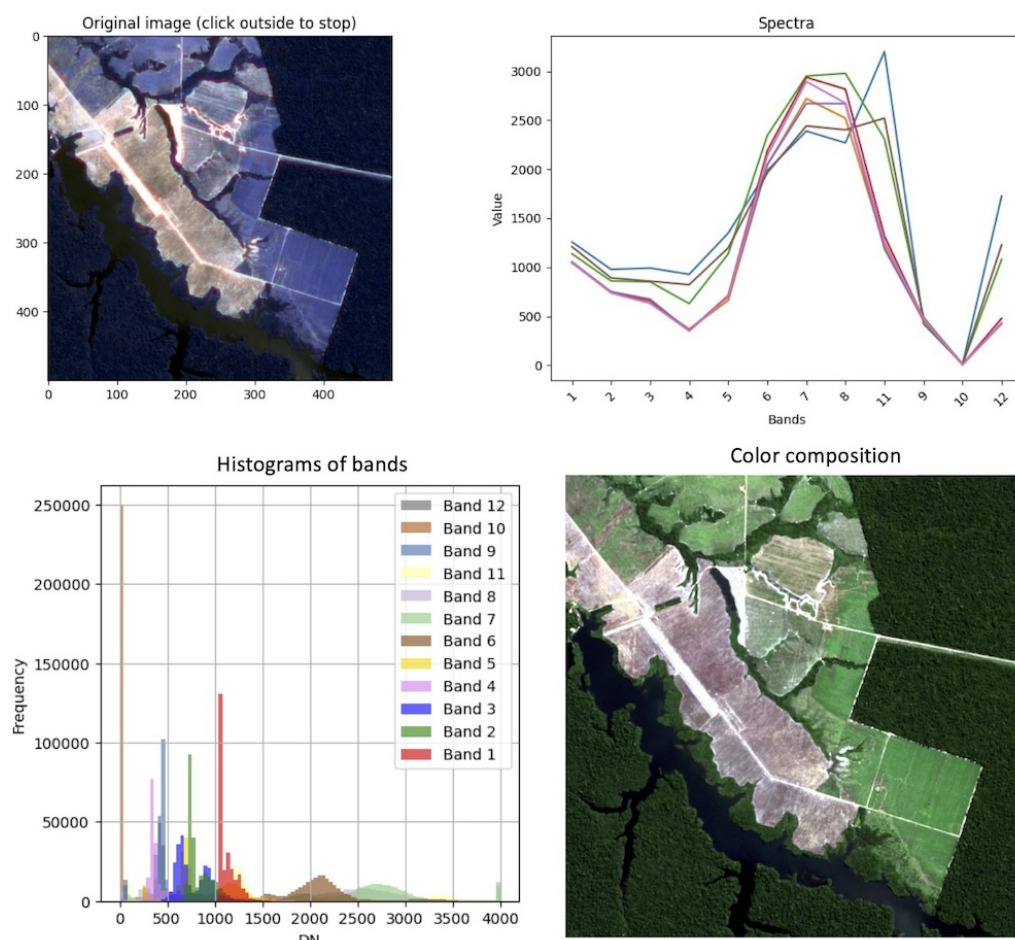 Original image (click outside to stop)
0
100
200
300
400
0 100 200 300 400
Spectra
Value
3000
2500
2000
1500
1000
500
0
1 2 3 4 5 6 7 8 11 9 10 12
Bands
Histograms of bands
Frequency
250000
200000
150000
100000
50000
0
Band 12
Band 10
Band 9
Band 11
Band 8
Band 7
Band 6
Band 5
Band 4
Band 3
Band 2
Band 1
0 500 1000 1500 2000 2500 3000 3500 4000
DN
Color composition